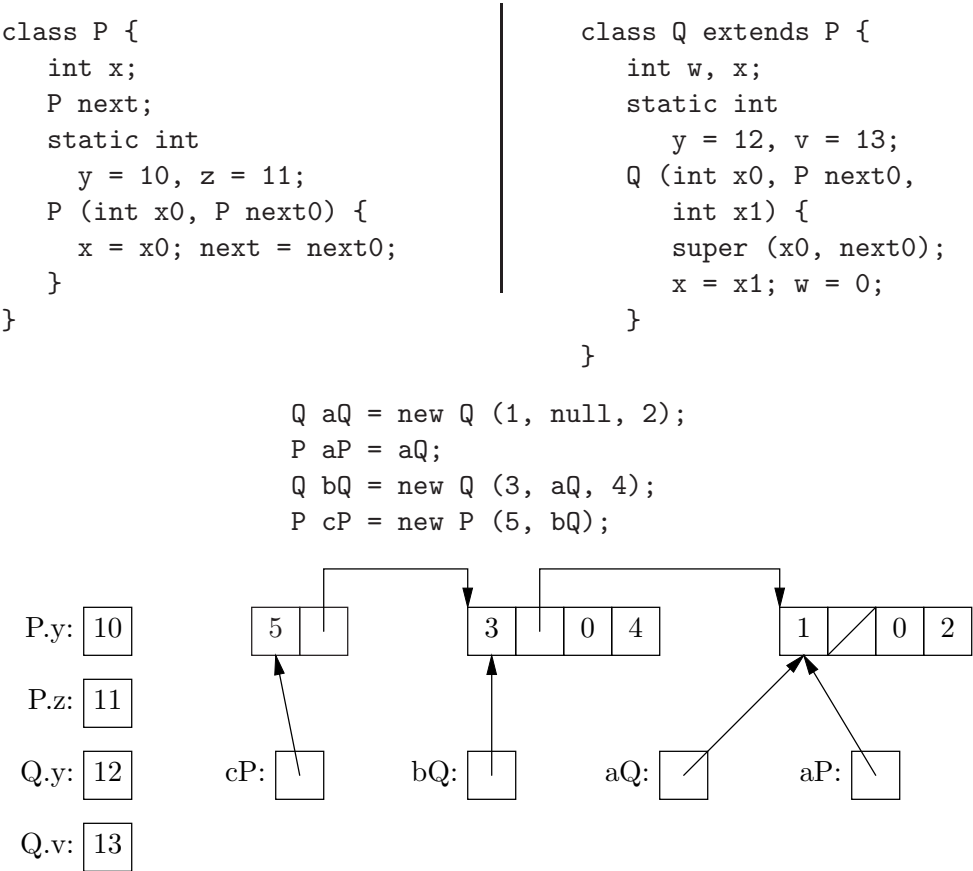 class P {
   int x;
   P next;
   static int
     y = 10, z = 11;
   P (int x0, P next0) {
     x = x0; next = next0;
   }
}
class Q extends P {
   int w, x;
   static int
      y = 12, v = 13;
   Q (int x0, P next0,
      int x1) {
      super (x0, next0);
      x = x1; w = 0;
   }
}
Q aQ = new Q (1, null, 2);
P aP = aQ;
Q bQ = new Q (3, aQ, 4);
P cP = new P (5, bQ);
P.y: 10 5 3 0 4 1 0 2
P.z: 11
Q.y: 12 cP: bQ: aQ: aP:
Q.v: 13